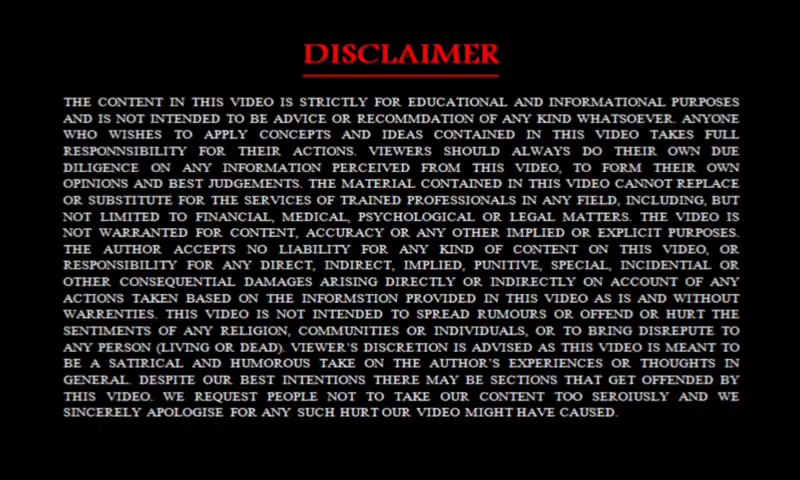 DISCLAIMER
THE CONTENT IN THIS VIDEO IS STRICTLY FOR EDUCATIONAL AND INFORMATIONAL PURPOSES
AND IS NOT INTENDED TO BE ADVICE OR RECOMMDATION OF ANY KIND WHATSOEVER. ANYONE
WHO WISHES TO APPLY CONCEPTS AND IDEAS CONTAINED IN THIS VIDEO TAKES FULL
RESPONNSIBILITY FOR THEIR ACTIONS. VIEWERS SHOULD ALWAYS DO THEIR OWN DUE
DILIGENCE ON ANY INFORMATION PERCEIVED FROM THIS VIDEO, TO FORM THEIR OWN
OPINIONS AND BEST JUDGEMENTS. THE MATERIAL CONTAINED IN THIS VIDEO CANNOT REPLACE
OR SUBSTITUTE FOR THE SERVICES OF TRAINED PROFESSIONALS IN ANY FIELD, INCLUDING, BUT
NOT LIMITED TO FINANCIAL, MEDICAL, PSYCHOLOGICAL OR LEGAL MATTERS. THE VIDEO IS
NOT WARRANTED FOR CONTENT, ACCURACY OR ANY OTHER IMPLIED OR EXPLICIT PURPOSES.
THE AUTHOR ACCEPTS NO LIABILITY FOR ANY KIND OF CONTENT ON THIS VIDEO, OR
RESPONSIBILITY FOR ANY DIRECT, INDIRECT, IMPLIED, PUNITIVE, SPECIAL, INCIDENTAL OR
OTHER CONSEQUENTIAL DAMAGES ARISING DIRECTLY OR INDIRECTLY ON ACCOUNT OF ANY
ACTIONS TAKEN BASED ON THE INFORMSTION PROVIDED IN THIS VIDEO AS IS AND WITHOUT
WARRENTIES. THIS VIDEO IS NOT INTENDED TO SPREAD RUMOURS OR OFFEND OR HURT THE
SENTIMENTS OF ANY RELIGION, COMMUNITIES OR INDIVIDUALS, OR TO BRING DISREPUTE TO
ANY PERSON (LIVING OR DEAD). VIEWER'S DISCRETION IS ADVISED AS THIS VIDEO IS MEANT TO
BE A SATIRICAL AND HUMOROUS TAKE ON THE AUTHOR'S EXPERIENCES OR THOUGHTS IN
GENERAL. DESPITE OUR BEST INTENTIONS THERE MAY BE SECTIONS THAT GET OFFENDED BY
THIS VIDEO. WE REQUEST PEOPLE NOT TO TAKE OUR CONTENT TOO SEROIUSLY AND WE
SINCERELY APOLOGISE FOR ANY SUCH HURT OUR VIDEO MIGHT HAVE CAUSED.